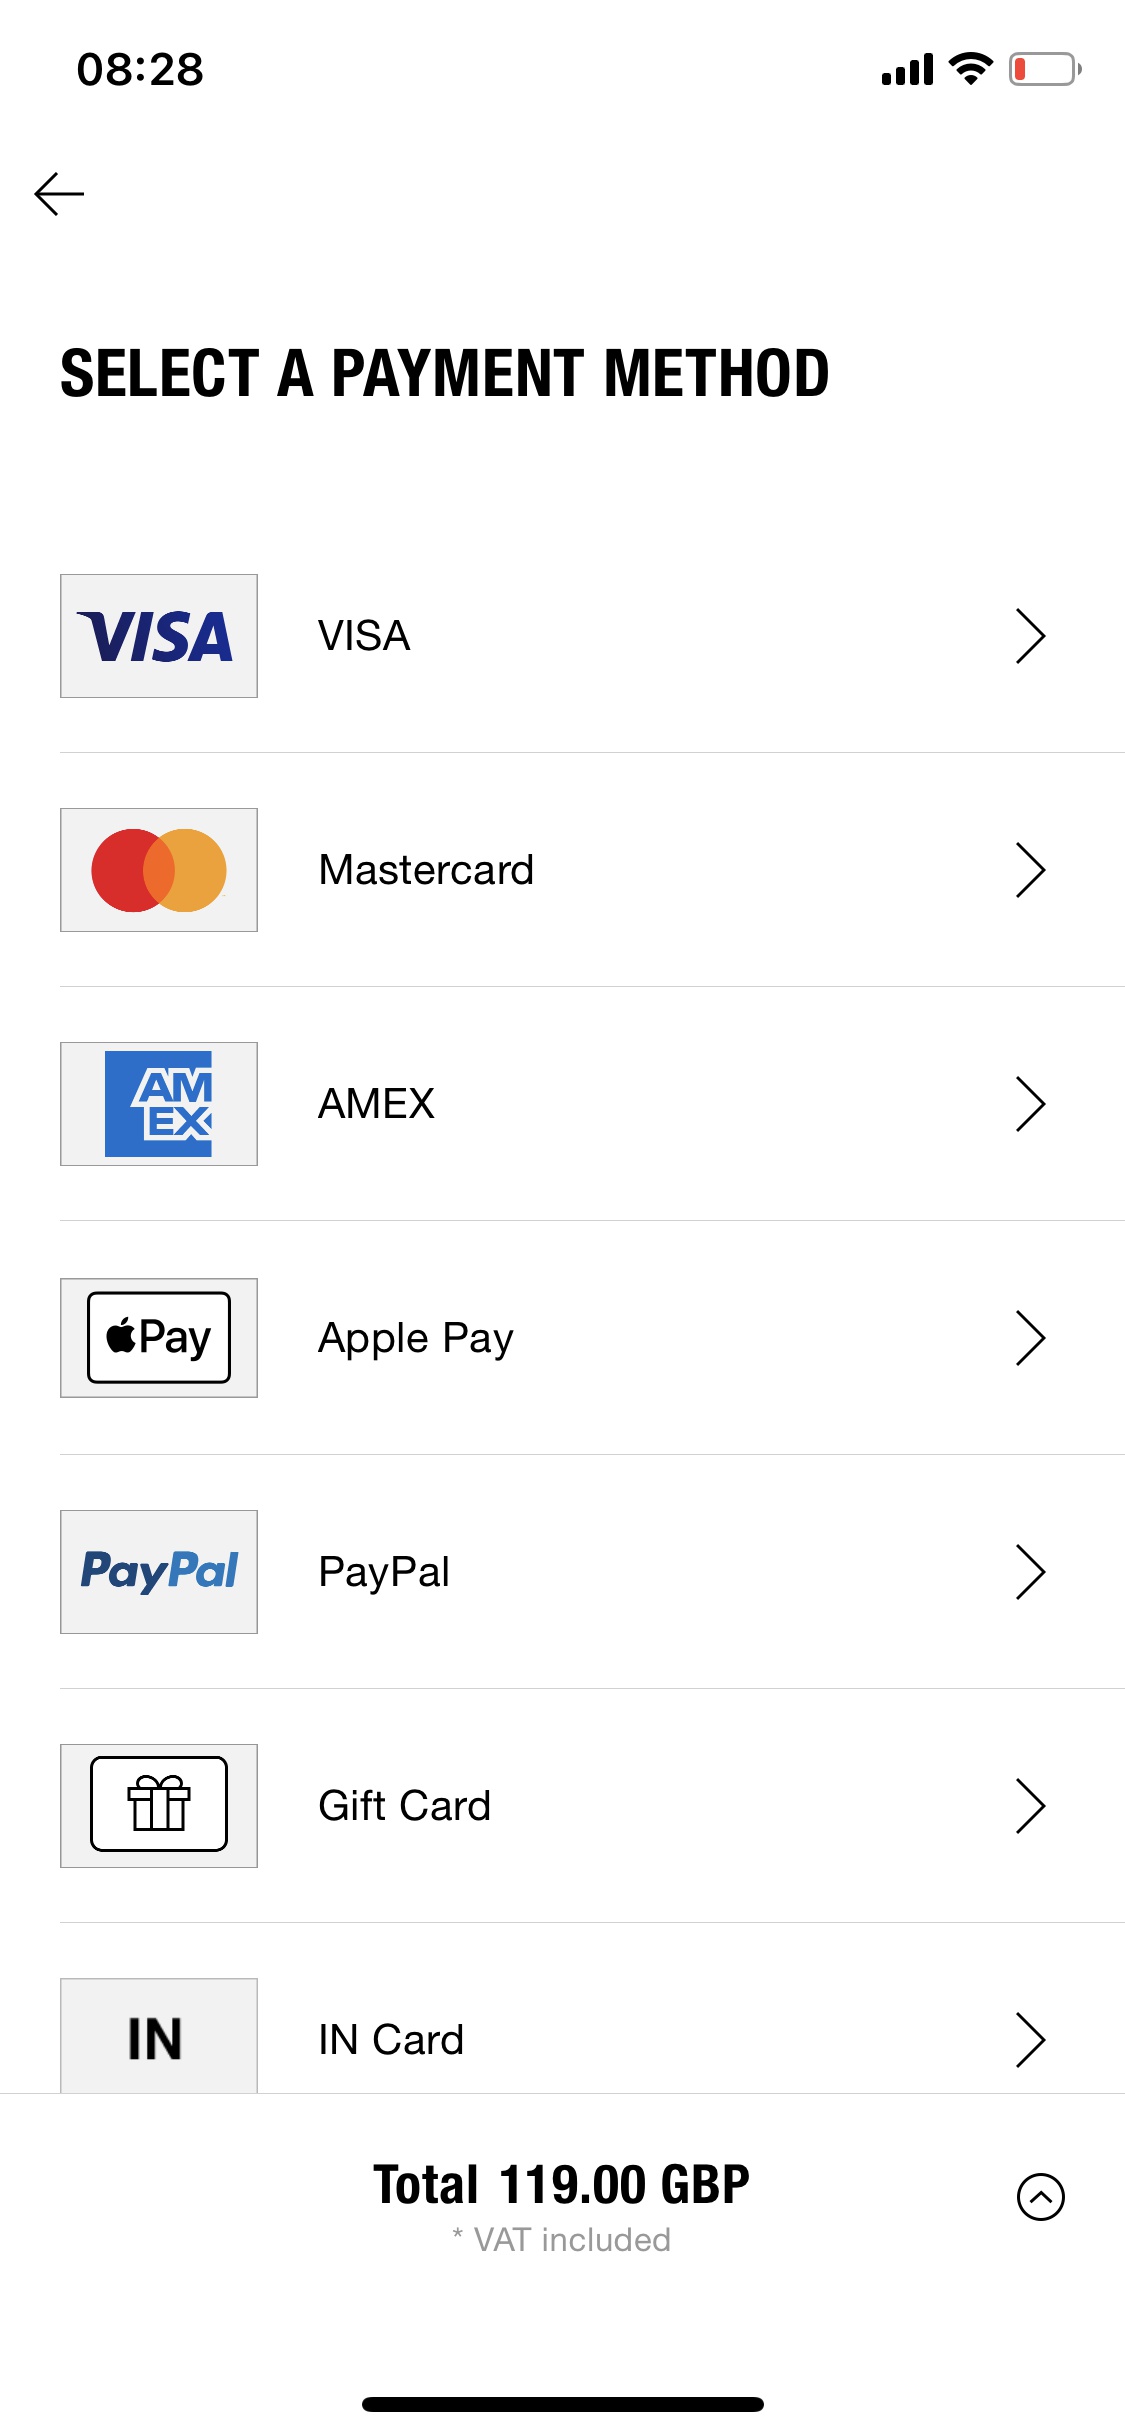 08:28
SELECT A PAYMENT METHOD
VISA VISA
Mastercard
AM
EX AMEX
Pay Apple Pay
PayPal PayPal
Gift Card
IN IN Card
Total 119.00 GBP
* VAT included